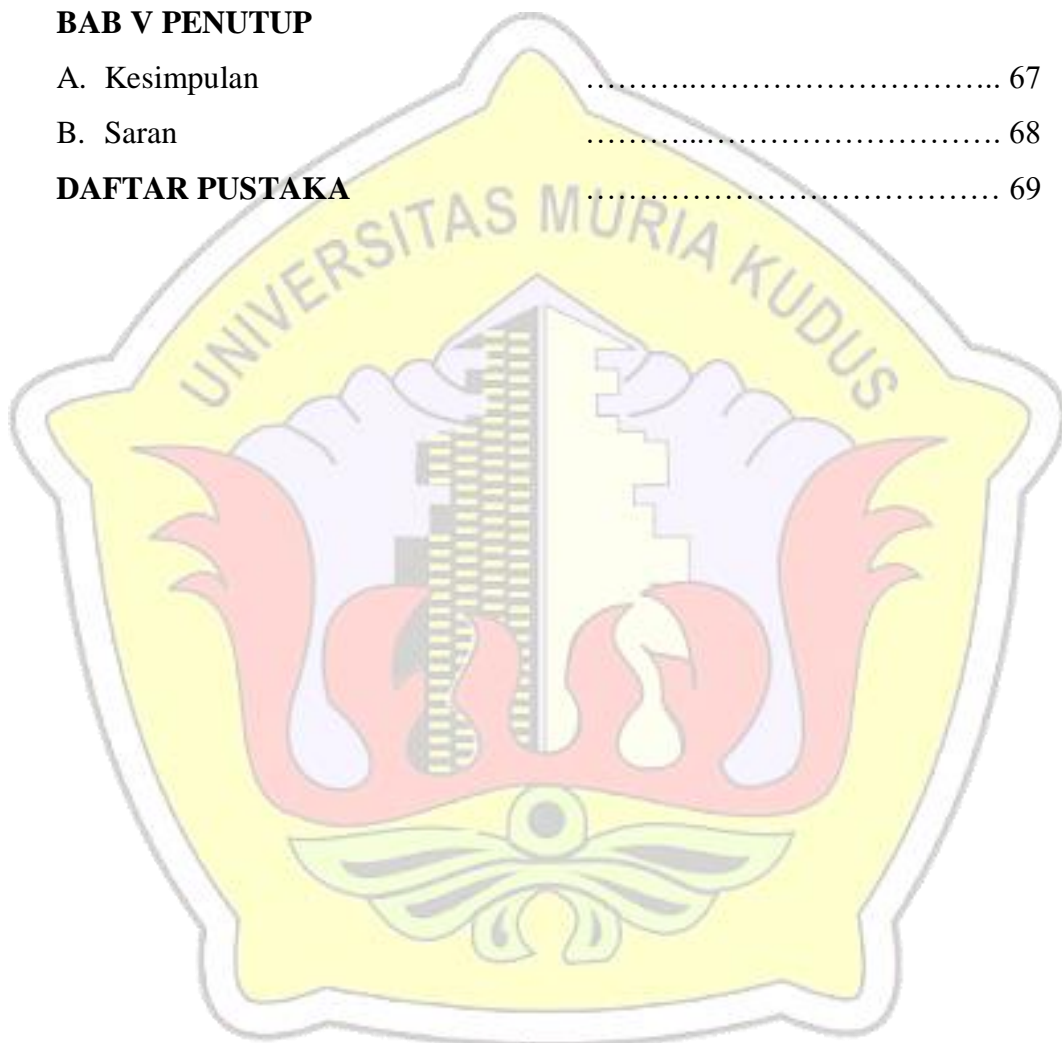 BAB V PENUTUP
A. Kesimpulan ………..……………………….. 67
B. Saran ………...………………………. 68
DAFTAR PUSTAKA ……………………………… 69
UNIVERSITAS MURIA KUDUS